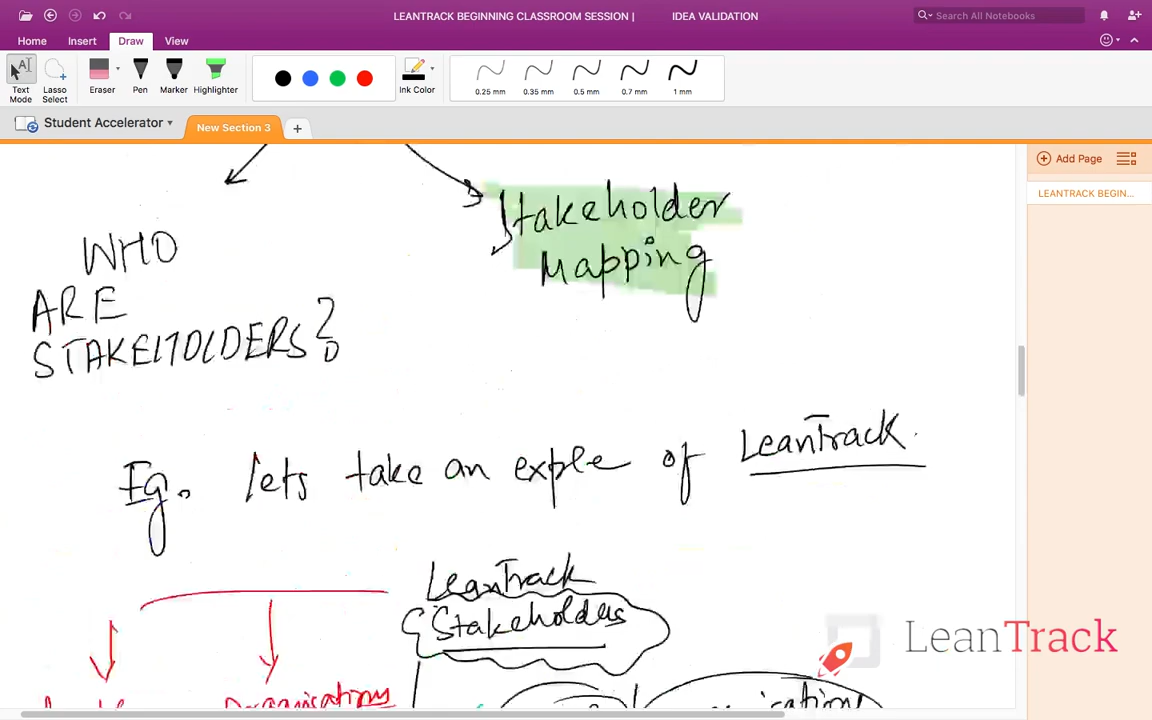 LEANTRACK BEGINNING CLASSROOM SESSION | IDEA VALIDATION
Search All Notebooks
Home Insert Draw View
Text Mode
Lasso Select
Eraser
Pen
Marker
Highlighter
Ink Color
0.25 mm 0.35 mm 0.5 mm 0.7 mm 1 mm
Student Accelerator
New Section 3
Add Page
LEANTRACK BEGIN...
Stakeholder
Mapping
WHO
ARE
STAKEHOLDERS?
Eg. lets take an exple of LeanTrack.
LeanTrack
Stakeholders
Organisations
LeanTrack